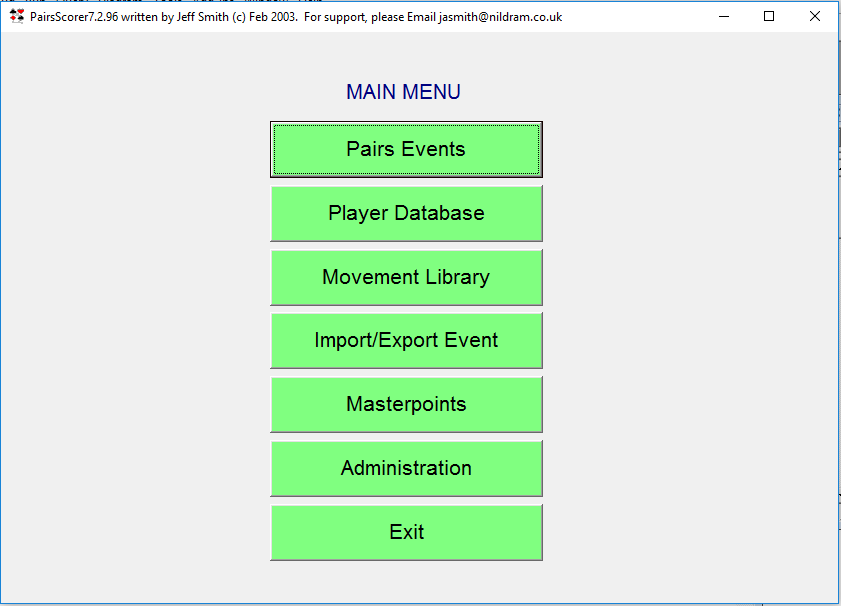 PairsScorer7.2.96 written by Jeff Smith (c) Feb 2003.  For support, please Email jasmith@nildram.co.uk
MAIN MENU
Pairs Events
Player Database
Movement Library
Import/Export Event
Masterpoints
Administration
Exit